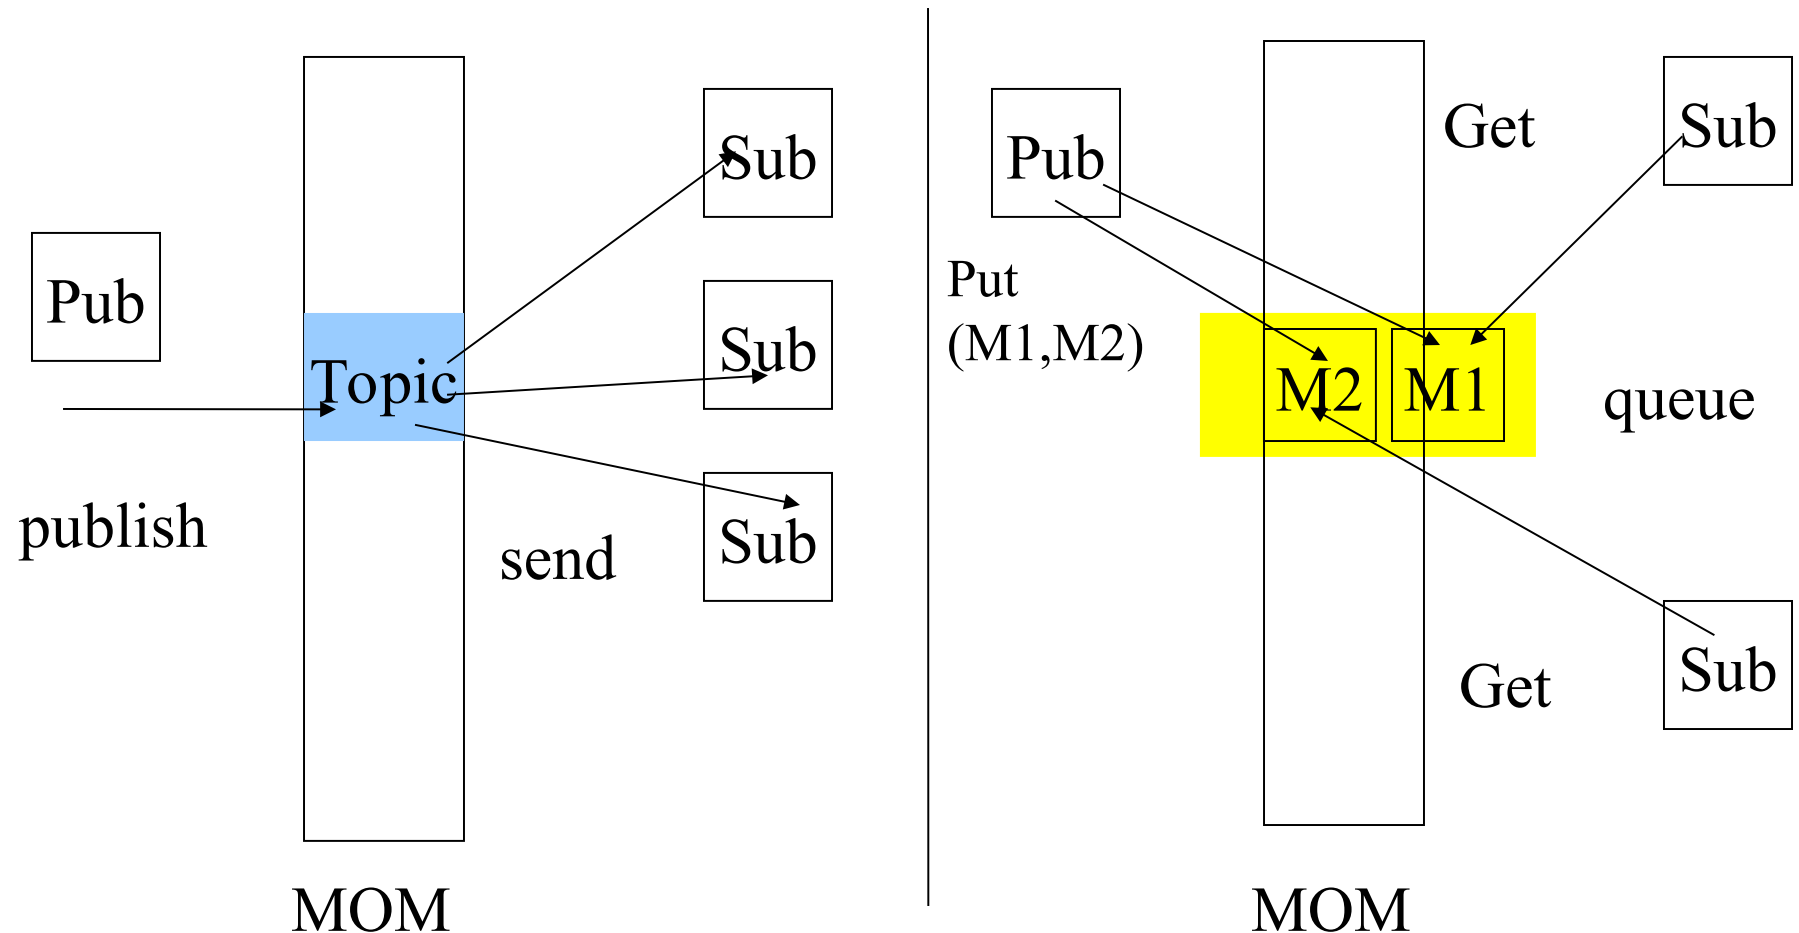 Pub
publish
Topic
send
Sub
Sub
Sub
MOM
Pub
Put
(M1,M2)
M2
M1
Get
Sub
queue
Get
Sub
MOM